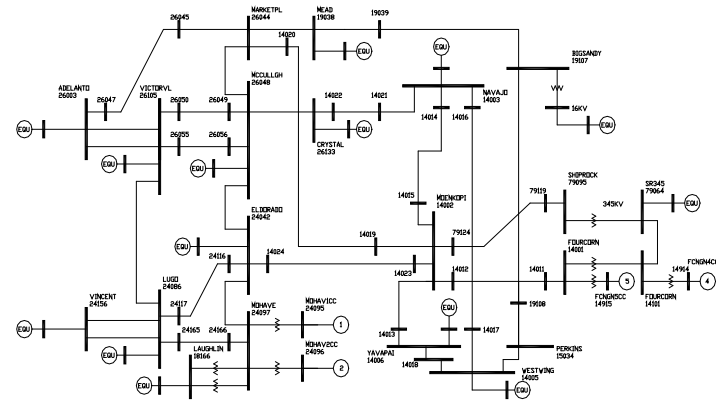 26045
MARKETPL
26044
14020
MEAD
19038
19039
EQU
EQU
BIGSANDY
19107
16KV
EQU
ADELANTO
26003
26047
VICTORVL
26105
26050
26049
MCCULLGH
26048
26055
26056
EQU
EQU
EQU
14022
14021
CRYSTAL
26133
EQU
NAVAJO
14003
14014
14016
ELDORADO
24042
EQU
14015
MOENKOPI
14002
SHIPROCK
79095
79119
345KV
SR345
79064
EQU
14019
79124
24116
14024
14023
14012
14011
FOURCORN
14001
FCNGN4CC
14914
4
5
FCNGN5CC
14915
FOURCORN
14101
LUGO
24086
24117
VINCENT
24156
EQU
24165
24166
EQU
MOHAVE
24097
MOHAV1CC
24095
1
MOHAV2CC
24096
2
LAUGHLIN
18166
EQU
EQU
14013
14017
19108
YAVAPAI
14006
14018
PERKINS
15034
WESTWING
14005
EQU